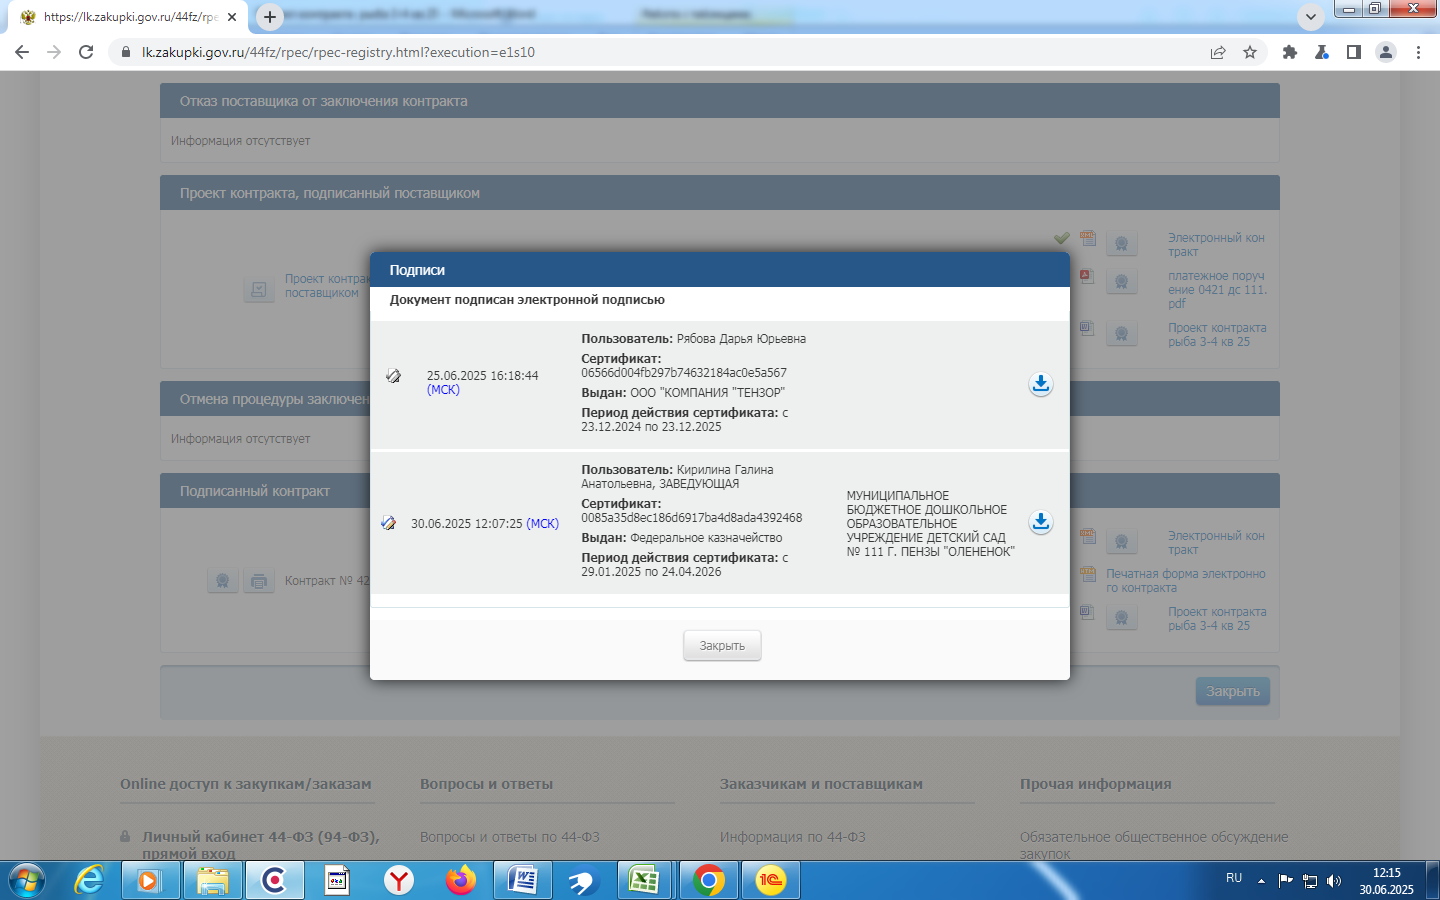 https://lk.zakupki.gov.ru/44fz/rpe
lk.zakupki.gov.ru/44fz/rpec/rpec-registry.html?execution=e1s10
Отказ поставщика от заключения контракта
Информация отсутствует
Проект контракта, подписанный поставщиком
Проект контрак
поставщиком
Электронный кон
тракт
платежное поруч
ение 0421 дс 111.
pdf
Проект контракта
рыба 3-4 кв 25
Подписи
Документ подписан электронной подписью
25.06.2025 16:18:44
(МСК)
Пользователь: Рябова Дарья Юрьевна
Сертификат:
06566d004fb297b74632184ac0e5a567
Выдан: ООО "КОМПАНИЯ "ТЕНЗОР"
Период действия сертификата: с
23.12.2024 по 23.12.2025
30.06.2025 12:07:25 (МСК)
Пользователь: Кирилина Галина
Анатольевна, ЗАВЕДУЮЩАЯ
Сертификат:
0085a35d8ec186d6917ba4d8ada4392468
Выдан: Федеральное казначейство
Период действия сертификата: с
29.01.2025 по 24.04.2026
МУНИЦИПАЛЬНОЕ
БЮДЖЕТНОЕ ДОШКОЛЬНОЕ
ОБРАЗОВАТЕЛЬНОЕ
УЧРЕЖДЕНИЕ ДЕТСКИЙ САД
№ 111 Г. ПЕНЗЫ "ОЛЕНЕНОК"
Закрыть
Отмена процедуры заключен
Информация отсутствует
Подписанный контракт
Контракт № 42
Электронный кон
тракт
Печатная форма электронно
го контракта
Проект контракта
рыба 3-4 кв 25
Закрыть
Online доступ к закупкам/заказам
Вопросы и ответы
Заказчикам и поставщикам
Прочая информация
Личный кабинет 44-ФЗ (94-ФЗ),
прямой вход
Вопросы и ответы по 44-ФЗ
Информация по 44-ФЗ
Обязательное общественное обсуждение
закупок
RU
12:15
30.06.2025